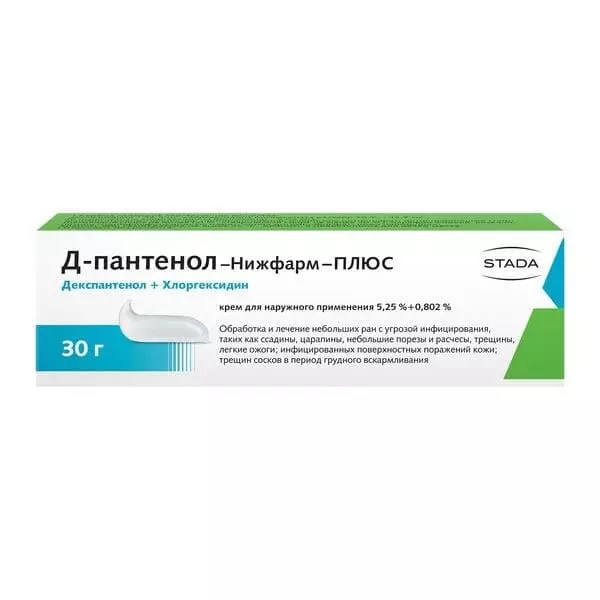 Д-пантенол–Нижфарм–ПЛЮС
STADA
Декспантенол + Хлоргексидин
крем для наружного применения 5,25 %+0,802 %
30 г
Обработка и лечение небольших ран с угрозой инфицирования,
таких как ссадины, царапины, небольшие порезы и расчесы, трещины,
легкие ожоги; инфицированных поверхностных поражений кожи;
трещин сосков в период грудного вскармливания